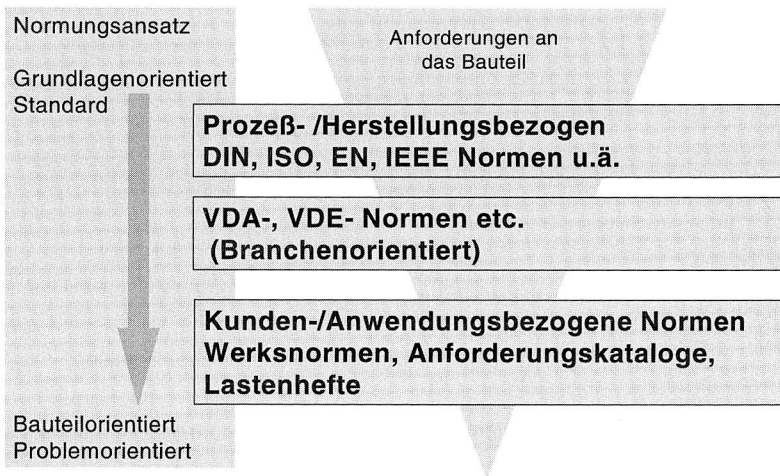 Normungsansatz
Grundlagenorientiert
Standard
Anforderungen an
das Bauteil
Prozeß- /Herstellungsbezogen
DIN, ISO, EN, IEEE Normen u.ä.
VDA-, VDE- Normen etc.
(Branchenorientiert)
Kunden-/Anwendungsbezogene Normen
Werksnormen, Anforderungskataloge,
Lastenhefte
Bauteilorientiert
Problemorientiert